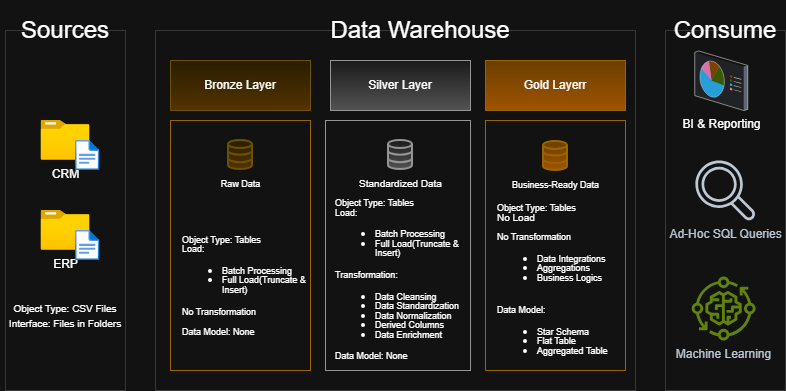 Sources
CRM
ERP
Object Type: CSV Files
Interface: Files in Folders
Data Warehouse
Bronze Layer
Raw Data
Object Type: Tables
Load:
Batch Processing
Full Load(Truncate &
Insert)
No Transformation
Data Model: None
Silver Layer
Standardized Data
Object Type: Tables
Load:
Batch Processing
Full Load(Truncate &
Insert)
Transformation:
Data Cleansing
Data Standardization
Data Normalization
Derived Columns
Data Enrichment
Data Model: None
Gold Layerr
Business-Ready Data
Object Type: Tables
No Load
No Transformation
Data Integrations
Aggregations
Business Logics
Data Model:
Star Schema
Flat Table
Aggregated Table
Consume
BI & Reporting
Ad-Hoc SQL Queries
Machine Learning